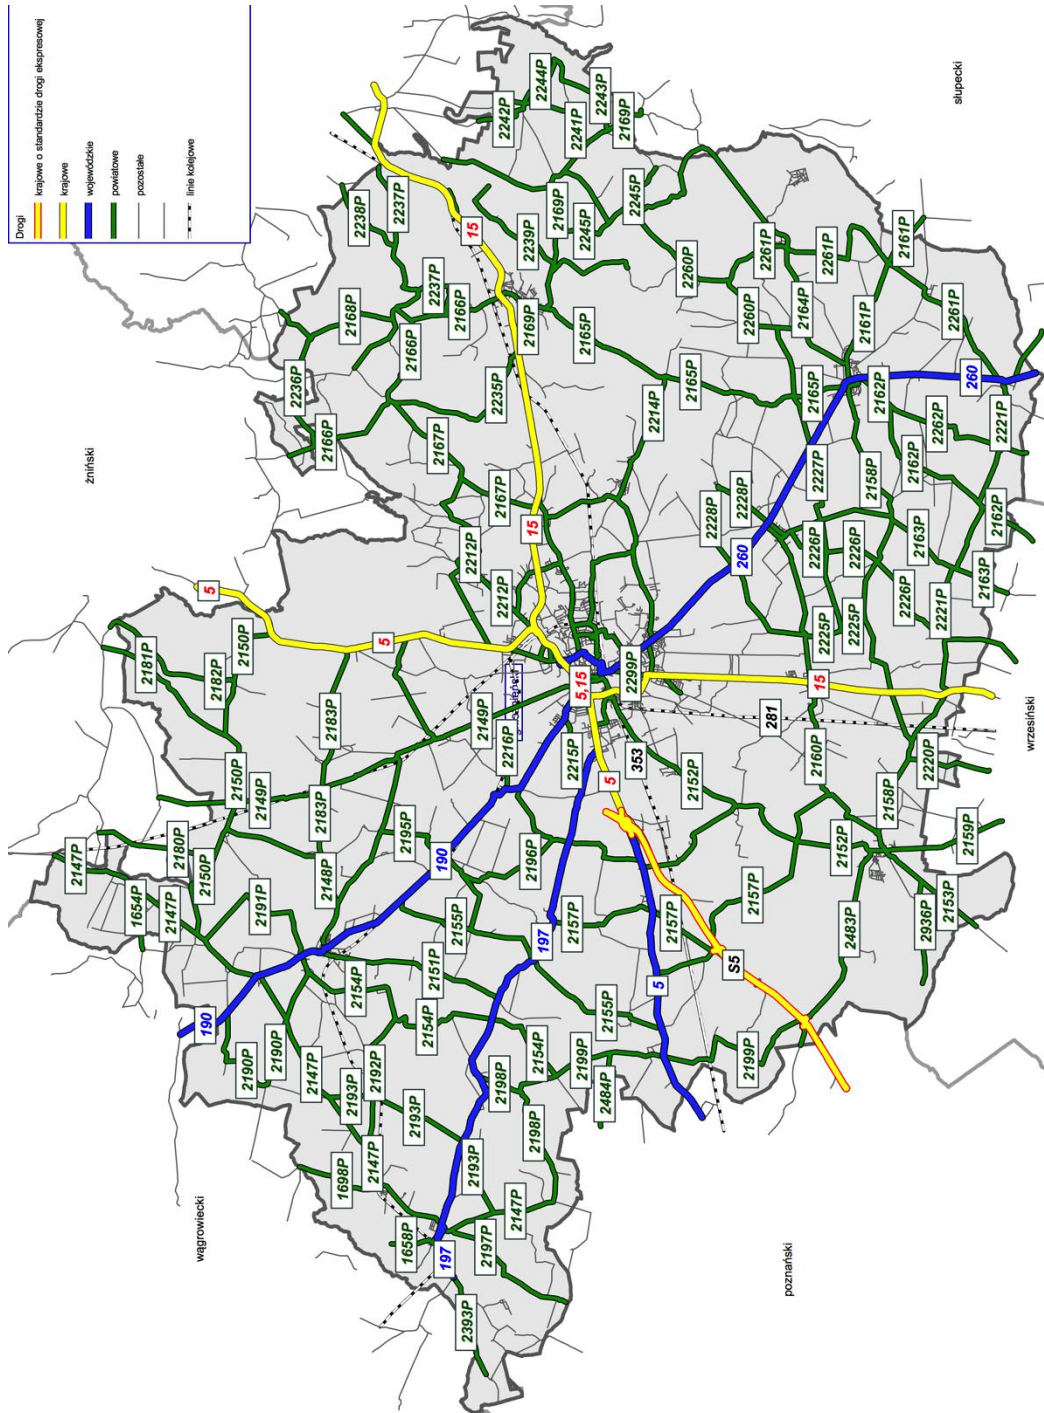 Drogi
krajowe o standardzie drogi ekspresowej
krajowe
wojewódzkie
powiatowe
pozostałe
linie kolejowe
żniński
słupecki
wągrowiecki
poznański
wrzesiński
2244P
2242P
2243P
2241P
2169P
2238P
2237P
15
2239P
2169P
2245P
2245P
2237P
2166P
2168P
2166P
2169P
2165P
2260P
2260P
2261P
2261P
2164P
2161P
2161P
2261P
2236P
2166P
2235P
2167P
2167P
2214P
2165P
2165P
2162P
260
2262P
2221P
2227P
2158P
2162P
2162P
2212P
2212P
15
2228P
2228P
260
2226P
2226P
2163P
2163P
2226P
2221P
2225P
2225P
5
5
2150P
2181P
2182P
2183P
2149P
2216P
5,15
2299P
15
281
353
2215P
5
2152P
2160P
2220P
2158P
2150P
2149P
2183P
2147P
2180P
2150P
2148P
2195P
190
2196P
2152P
2159P
1654P
2147P
2191P
2155P
2157P
197
2157P
2157P
2483P
2153P
2936P
S5
5
190
2190P
2190P
2154P
2151P
2154P
2155P
2154P
2199P
2199P
2147P
2193P
2192P
2193P
2198P
2198P
2484P
1698P
2147P
2193P
2147P
1658P
197
2197P
2393P